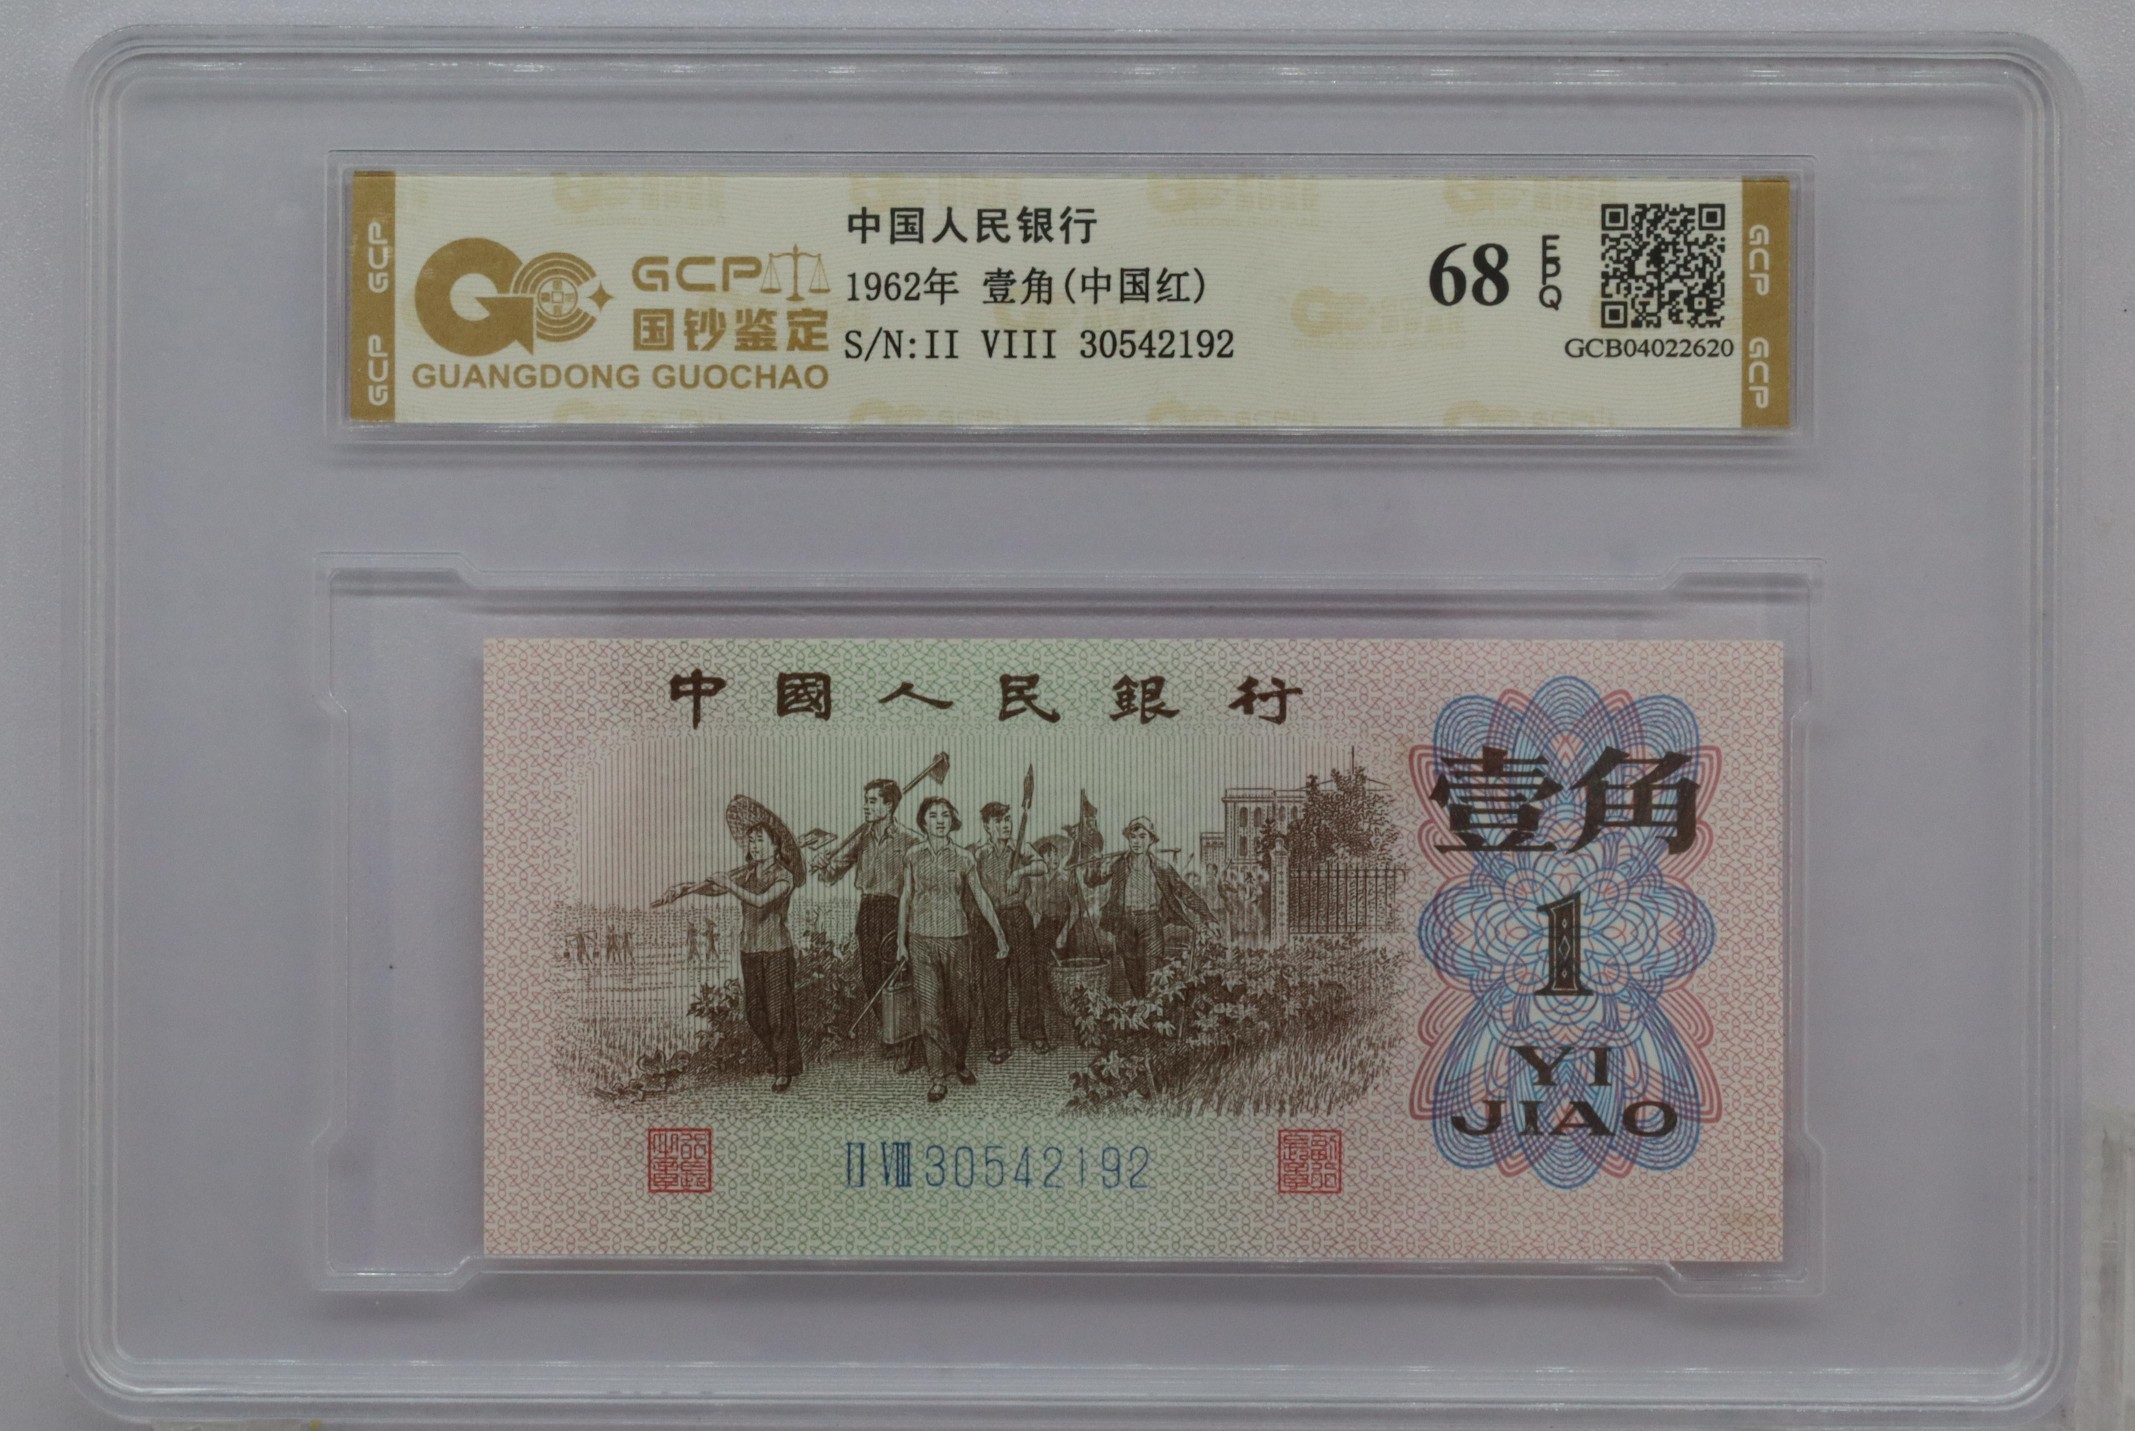 GCP
GCP
GCP
国钞鉴定
GUANGDONG GUOCHAO
中国人民银行
1962年 壹角(中国红)
S/N:II VIII 30542192
68 EPQ
GCB04022620
GCP
GCP
中國人民銀行
壹角
1
YI
JIAO
II VIII 30542192